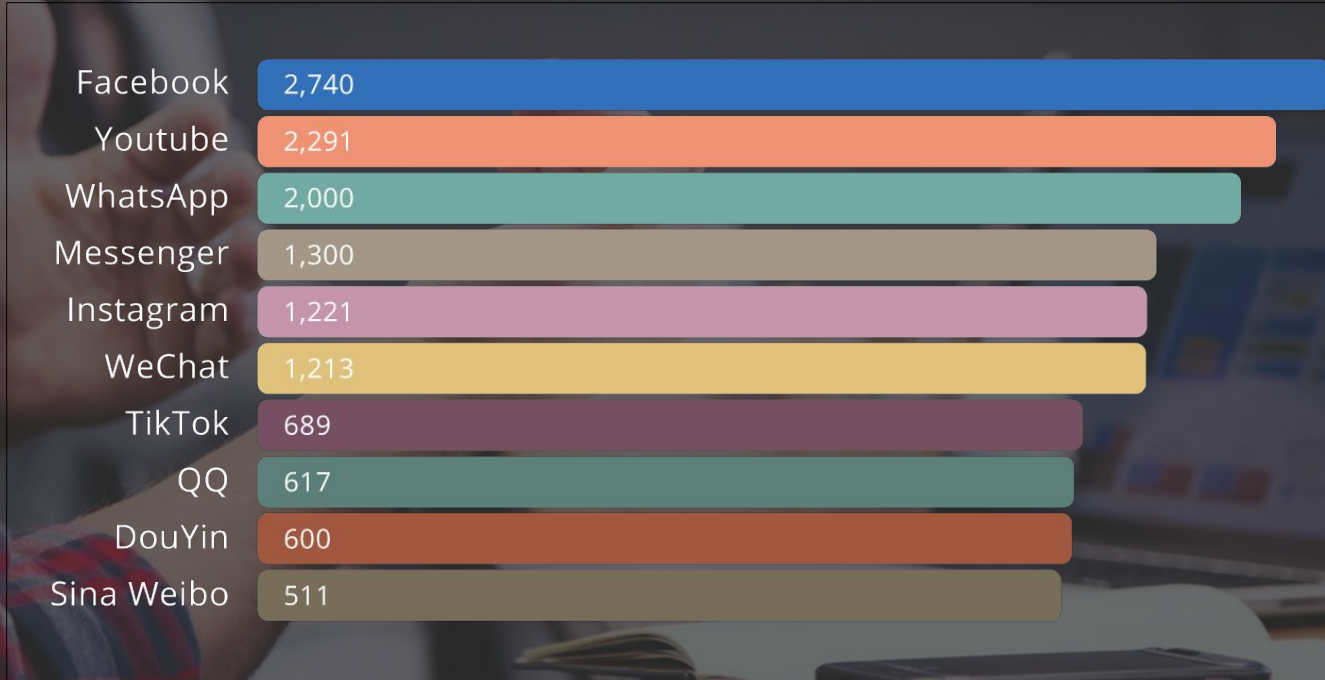 Facebook 2,740
Youtube 2,291
WhatsApp 2,000
Messenger 1,300
Instagram 1,221
WeChat 1,213
TikTok 689
QQ 617
DouYin 600
Sina Weibo 511